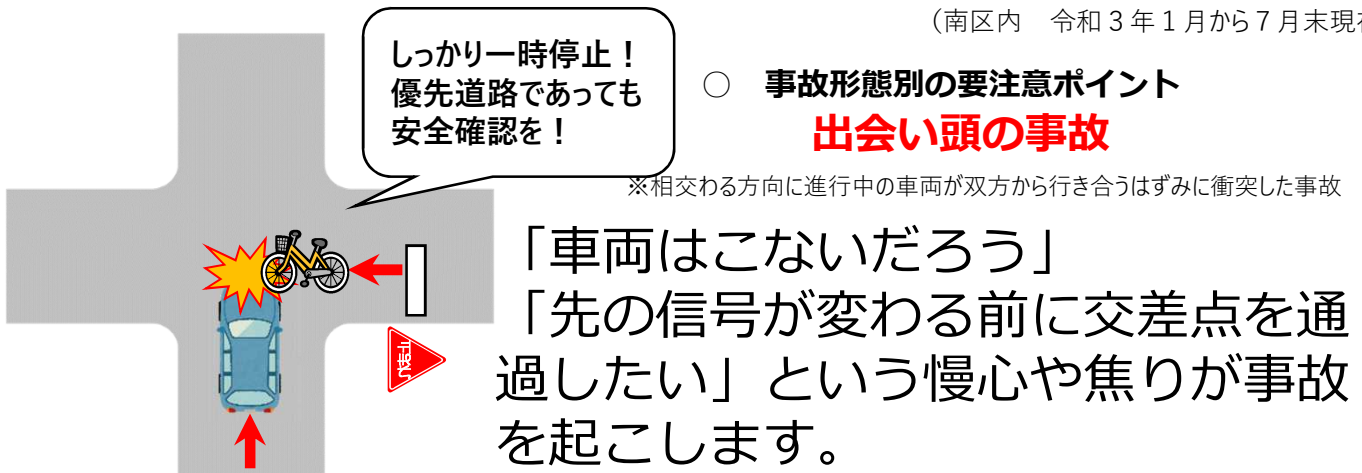 （南区内　令和３年１月から７月末現在
しっかり一時停止！
優先道路であっても
安全確認を！
○　事故形態別の要注意ポイント
出会い頭の事故
※相交わる方向に進行中の車両が双方から行き合うはずみに衝突した事故
「車両はこないだろう」
「先の信号が変わる前に交差点を通
過したい」という慢心や焦りが事故
を起こします。
止まれ